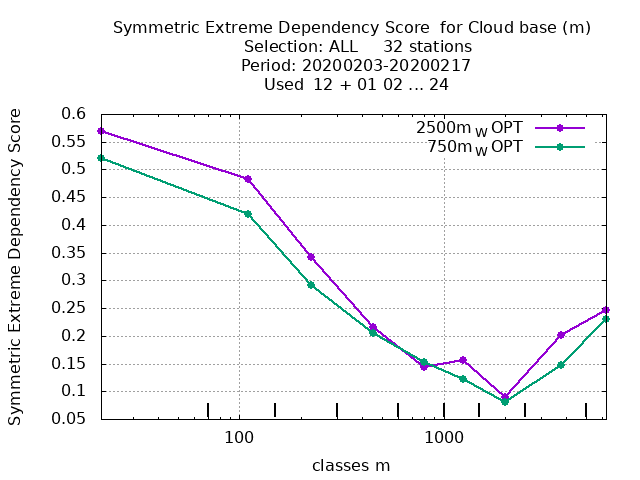 Symmetric Extreme Dependency Score  for Cloud base (m)
Selection: ALL     32 stations
Period: 20200203-20200217
Used  12 + 01 02 ... 24
Symmetric Extreme Dependency Score
0.6
0.55
0.5
0.45
0.4
0.35
0.3
0.25
0.2
0.15
0.1
0.05
2500m W OPT
750m W OPT
100
1000
classes m